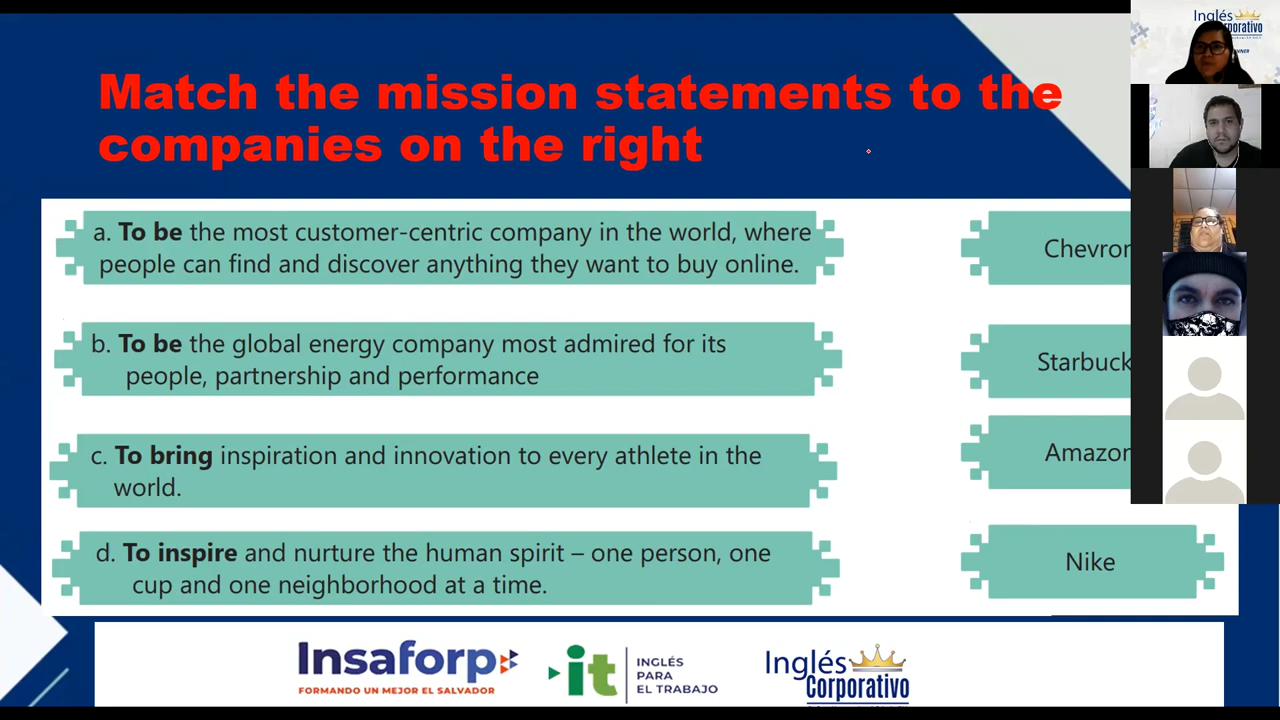 Match the mission statements to the
companies on the right
a. To be the most customer-centric company in the world, where
people can find and discover anything they want to buy online.
b. To be the global energy company most admired for its
people, partnership and performance
c. To bring inspiration and innovation to every athlete in the
world.
d. To inspire and nurture the human spirit – one person, one
cup and one neighborhood at a time.
Chevron
Starbuck
Amazon
Nike
Insaforp
FORMANDO UN MEJOR EL SALVADOR
it
INGLÉS
PARA
EL TRABAJO
Inglés
Corporativo
Inglés
orporativo